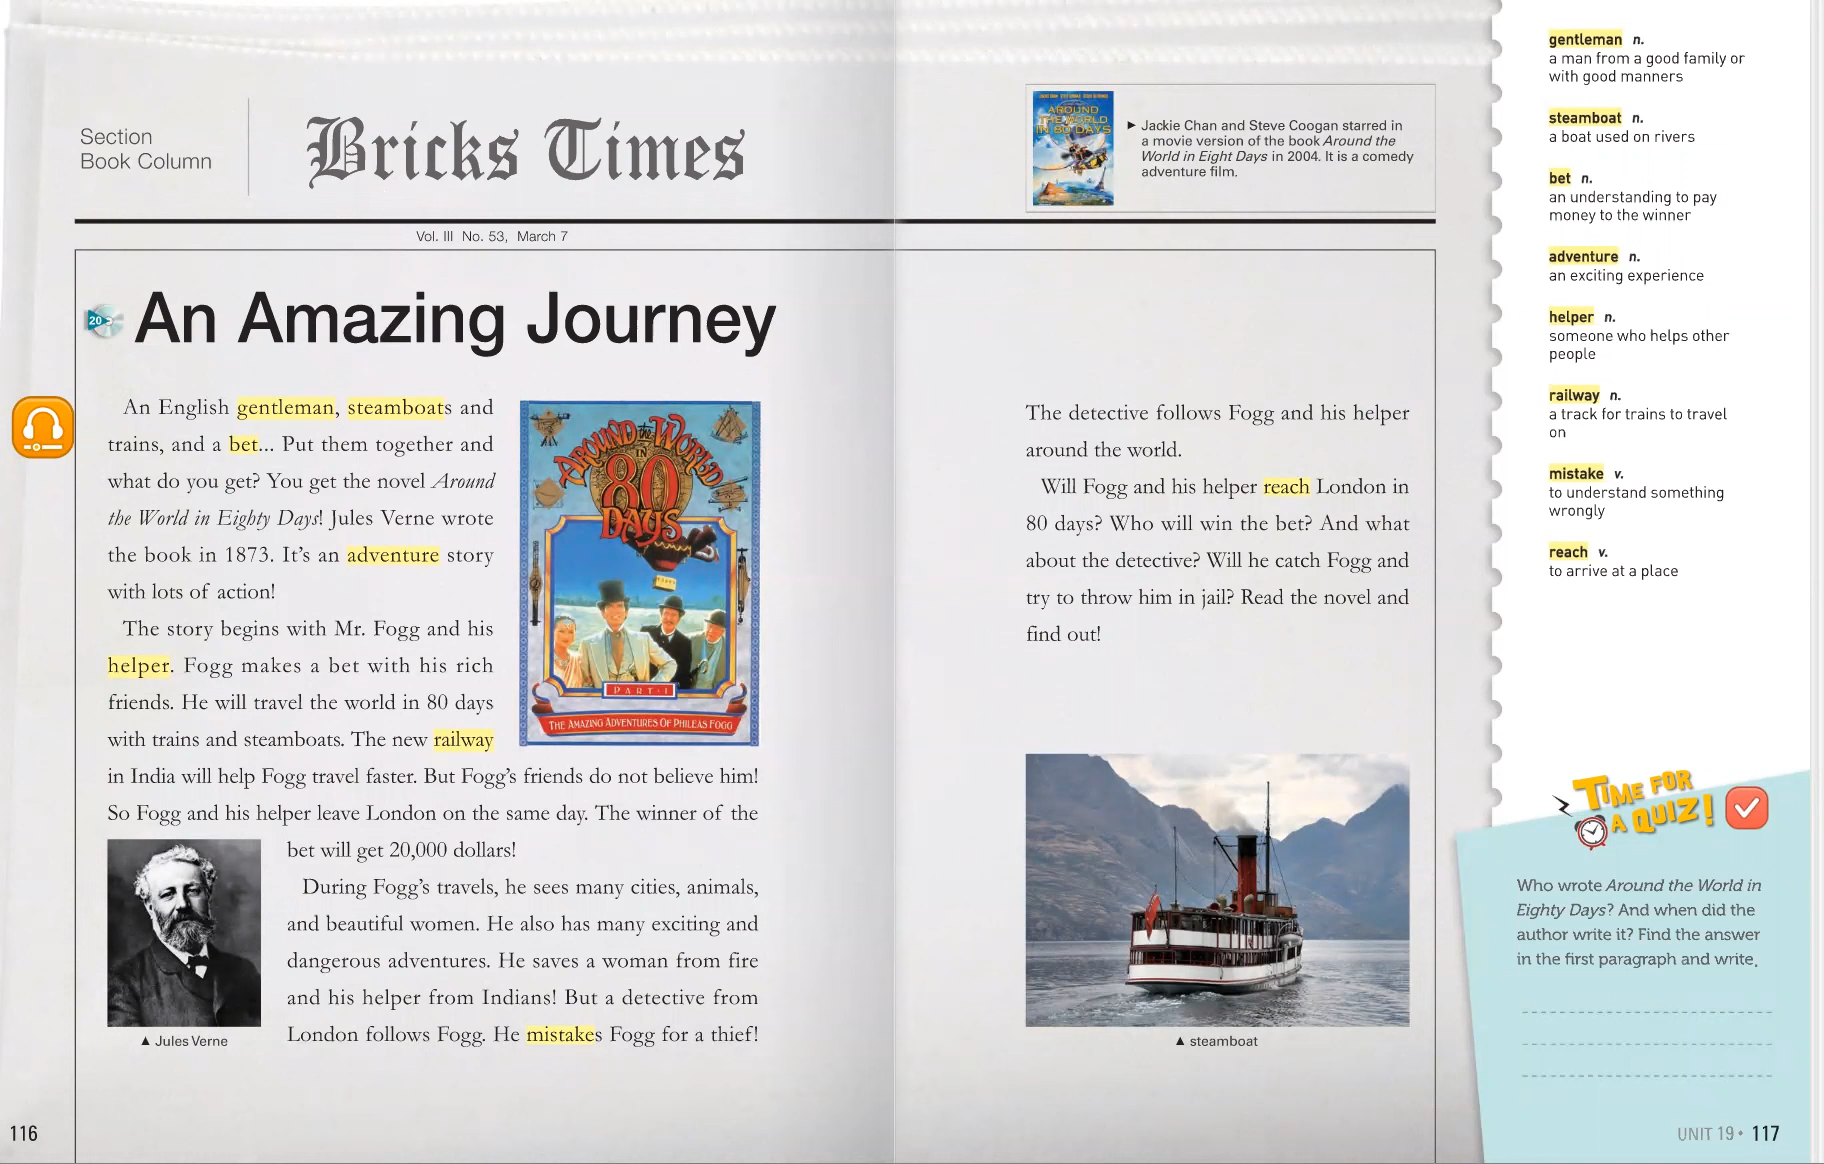 Section
Book Column
Bricks Times
Vol. III No. 53, March 7
AROUND
THE WORLD
IN 80 DAYS
► Jackie Chan and Steve Coogan starred in
a movie version of the book Around the
World in Eight Days in 2004. It is a comedy
adventure film.
20
An Amazing Journey
An English gentleman, steamboats and
trains, and a bet... Put them together and
what do you get? You get the novel Around
the World in Eighty Days! Jules Verne wrote
the book in 1873. It's an adventure story
with lots of action!
The story begins with Mr. Fogg and his
helper. Fogg makes a bet with his rich
friends. He will travel the world in 80 days
with trains and steamboats. The new railway
in India will help Fogg travel faster. But Fogg's friends do not believe him!
So Fogg and his helper leave London on the same day. The winner of the
bet will get 20,000 dollars!
During Fogg's travels, he sees many cities, animals,
and beautiful women. He also has many exciting and
dangerous adventures. He saves a woman from fire
and his helper from Indians! But a detective from
London follows Fogg. He mistakes Fogg for a thief!
AROUND the WORLD
IN
80
DAYS
PART·I
THE AMAZING ADVENTURES OF PHILEAS FOGG
▲ Jules Verne
116
The detective follows Fogg and his helper
around the world.
Will Fogg and his helper reach London in
80 days? Who will win the bet? And what
about the detective? Will he catch Fogg and
try to throw him in jail? Read the novel and
find out!
▲ steamboat
gentleman n.
a man from a good family or
with good manners
steamboat n.
a boat used on rivers
bet n.
an understanding to pay
money to the winner
adventure n.
an exciting experience
helper n.
someone who helps other
people
railway n.
a track for trains to travel
on
mistake v.
to understand something
wrongly
reach v.
to arrive at a place
TIME FOR
A QUIZ!
Who wrote Around the World in
Eighty Days? And when did the
author write it? Find the answer
in the first paragraph and write.
UNIT 19 • 117